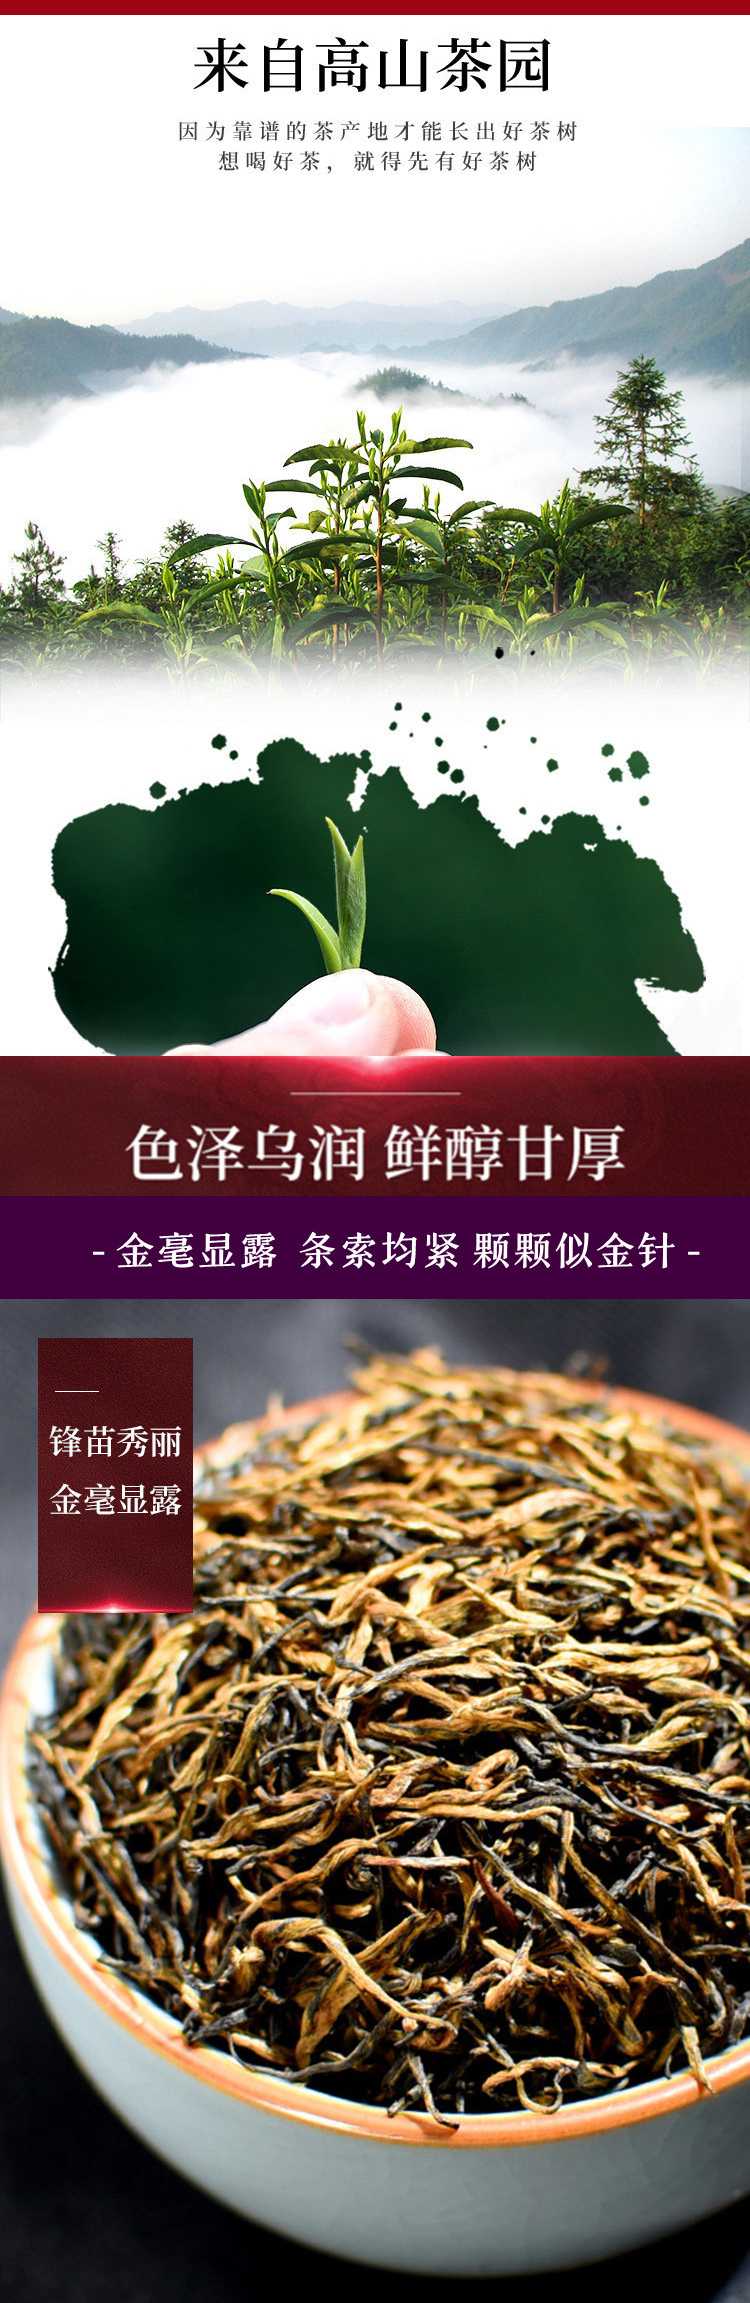 来自高山茶园
因为靠谱的茶产地才能长出好茶树
想喝好茶，就得先有好茶树
色泽乌润 鲜醇甘厚
- 金毫显露 条索均紧 颗颗似金针 -
锋苗秀丽
金毫显露